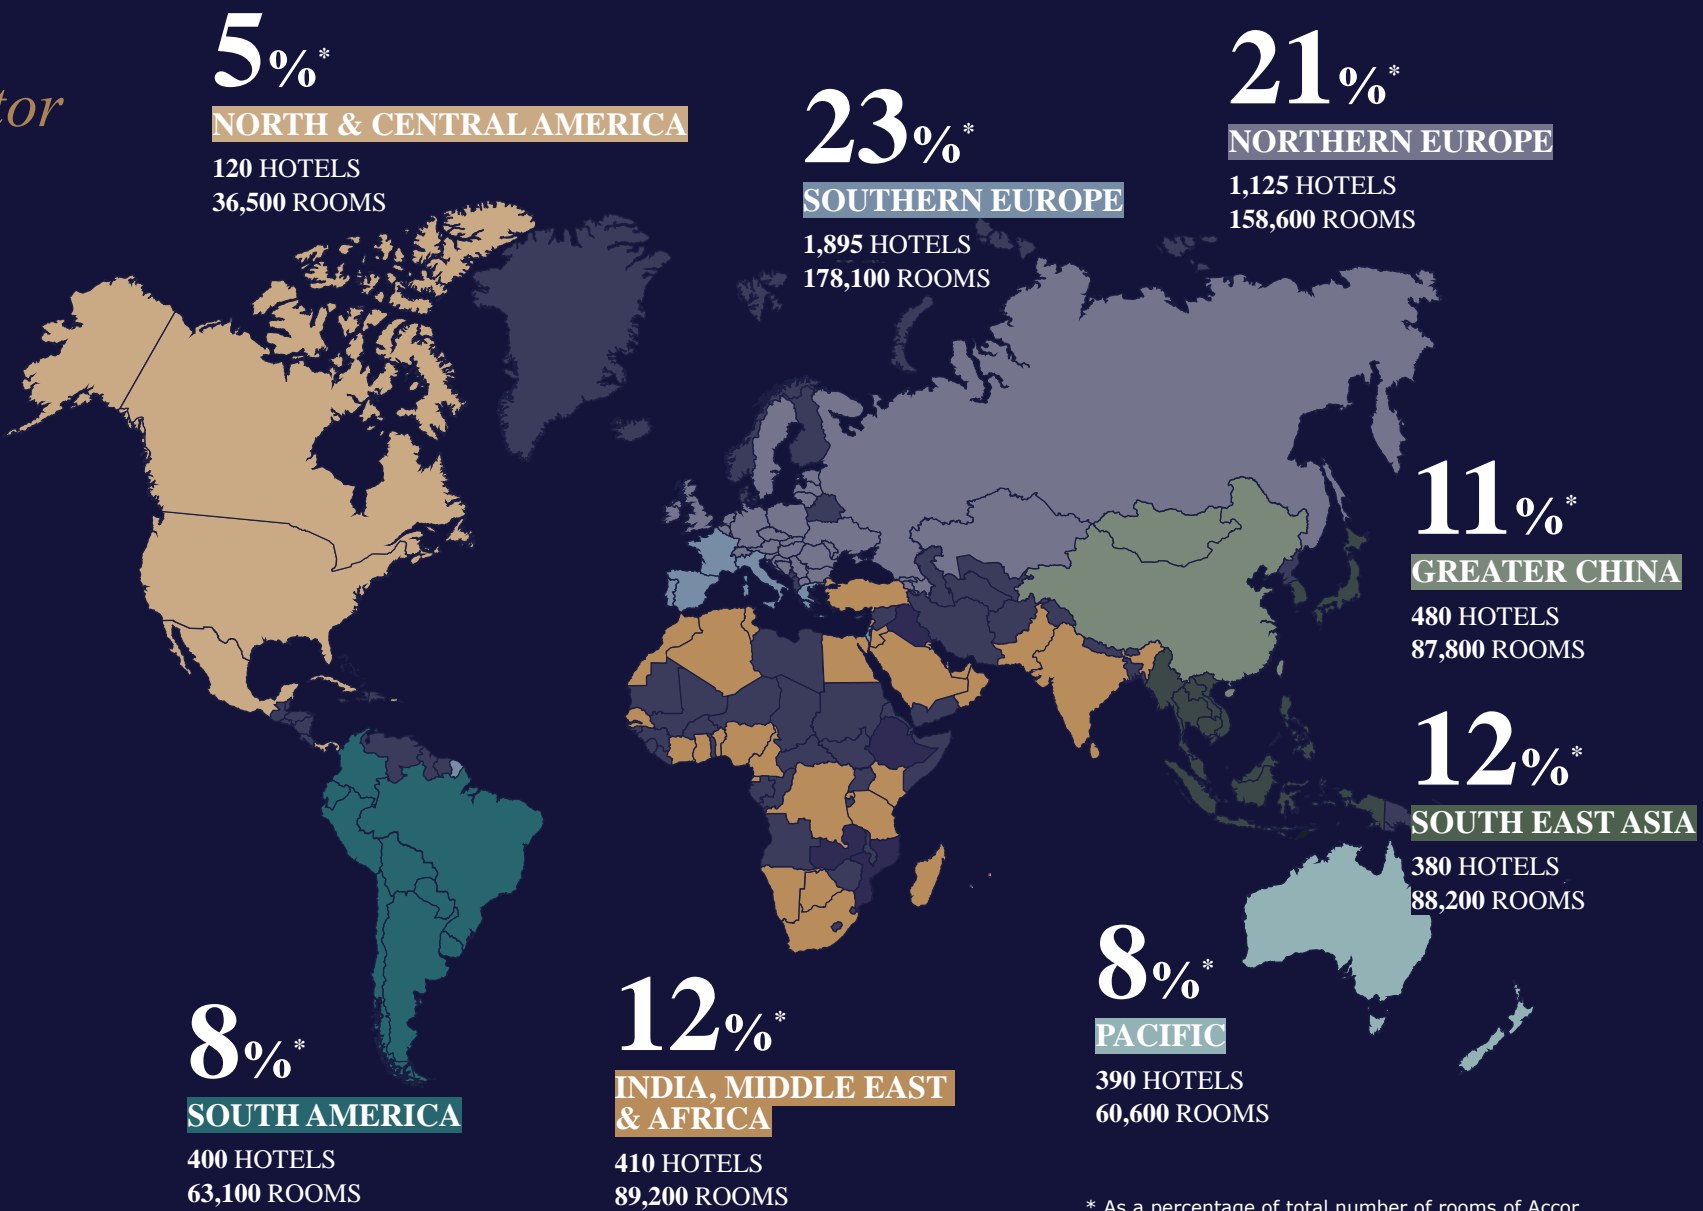 5%*
NORTH & CENTRAL AMERICA
120 HOTELS
36,500 ROOMS
23%*
SOUTHERN EUROPE
1,895 HOTELS
178,100 ROOMS
21%*
NORTHERN EUROPE
1,125 HOTELS
158,600 ROOMS
11%*
GREATER CHINA
480 HOTELS
87,800 ROOMS
12%*
SOUTH EAST ASIA
380 HOTELS
88,200 ROOMS
8%*
PACIFIC
390 HOTELS
60,600 ROOMS
12%*
INDIA, MIDDLE EAST
& AFRICA
410 HOTELS
89,200 ROOMS
8%*
SOUTH AMERICA
400 HOTELS
63,100 ROOMS
* As a percentage of total number of rooms of Accor